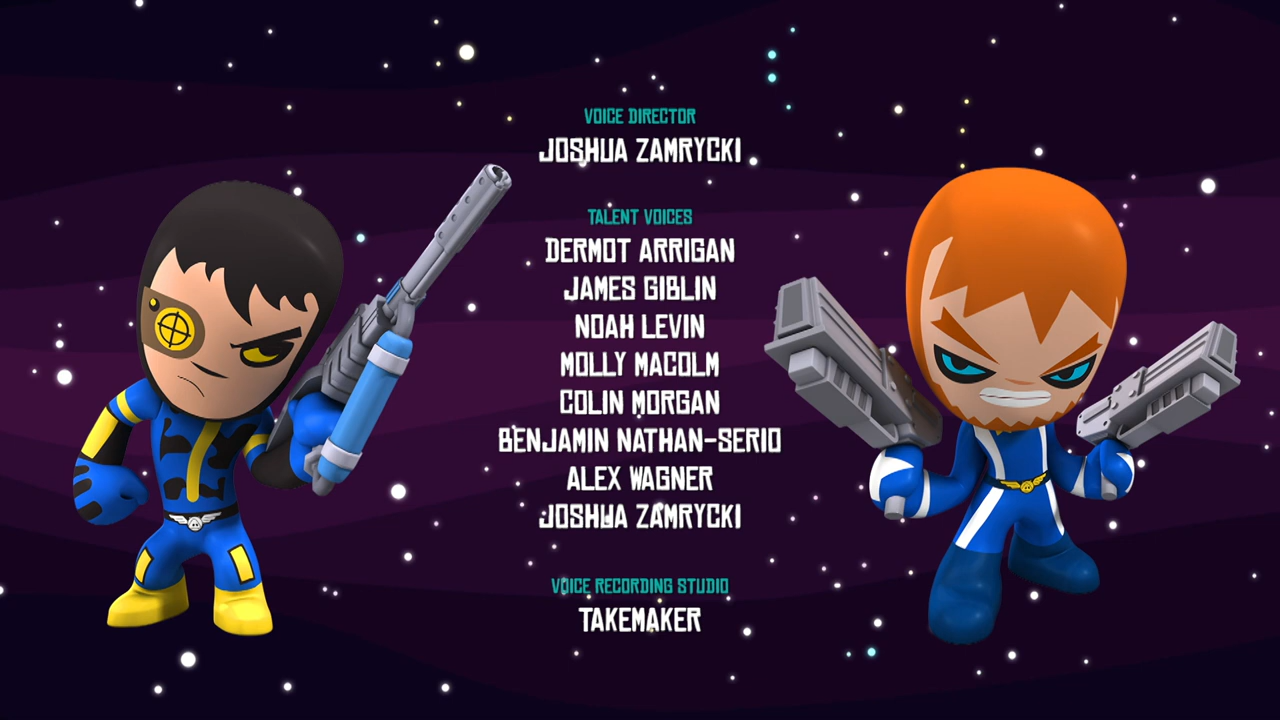 VOICE DIRECTOR
JOSHUA ZAMRYCKI
TALENT VOICES
DERMOT ARRIGAN
JAMES GIBLIN
NOAH LEVIN
MOLLY MACOLM
COLIN MORGAN
BENJAMIN NATHAN-SERIO
ALEX WAGNER
JOSHUA ZAMRYCKI
VOICE RECORDING STUDIO
TAKEMAKER